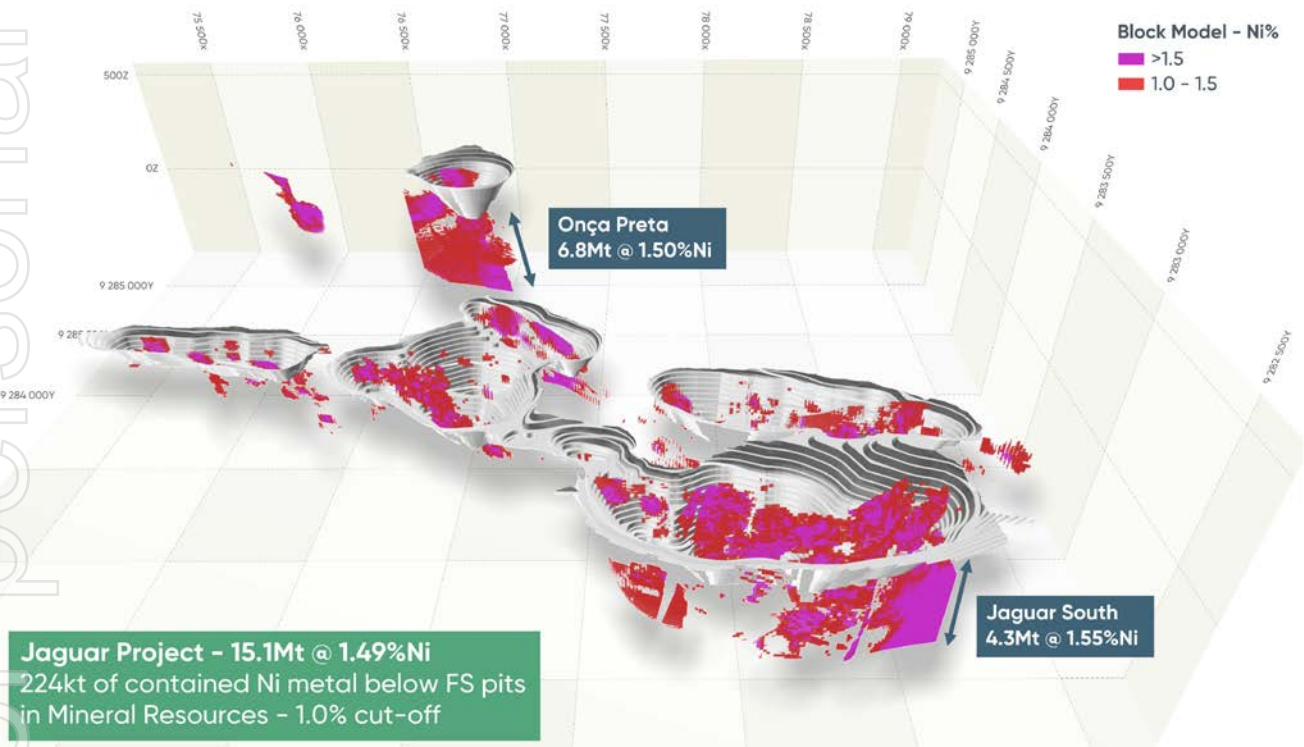 75 500X
76 000X
76 500X
77 000X
77 500X
78 000X
78 500X
79 000X
Block Model - Ni%
>1.5
1.0 - 1.5
500Z
0Z
9 285 000Y
9 284 500Y
9 284 000Y
9 283 500Y
9 283 000Y
9 282 500Y
Onça Preta
6.8Mt @ 1.50%Ni
9 285 000Y
9 284 000Y
Jaguar South
4.3Mt @ 1.55%Ni
Jaguar Project - 15.1Mt @ 1.49%Ni
224kt of contained Ni metal below FS pits
in Mineral Resources - 1.0% cut-off